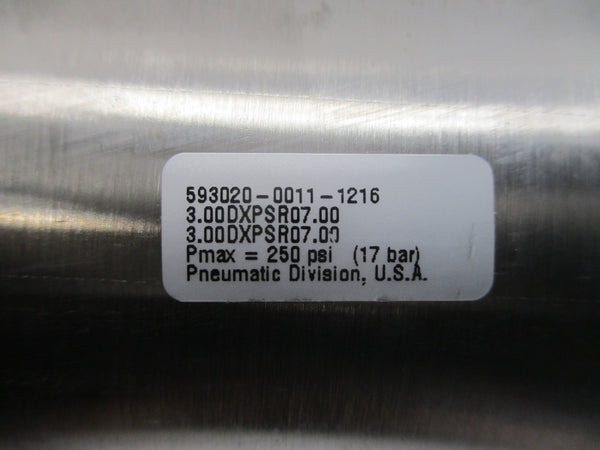 593020-0011-1216
3.00DXPSR07.00
3.00DXPSR07.00
Pmax = 250 psi (17 bar)
Pneumatic Division, U.S.A.